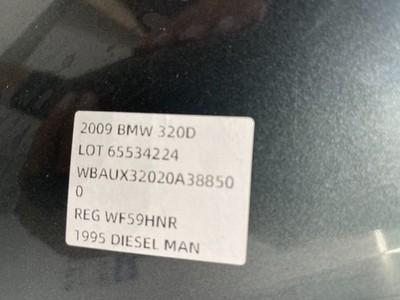 2009 BMW 320D
LOT 65534224
WBAUX32020A38850
0
REG WF59HNR
1995 DIESEL MAN